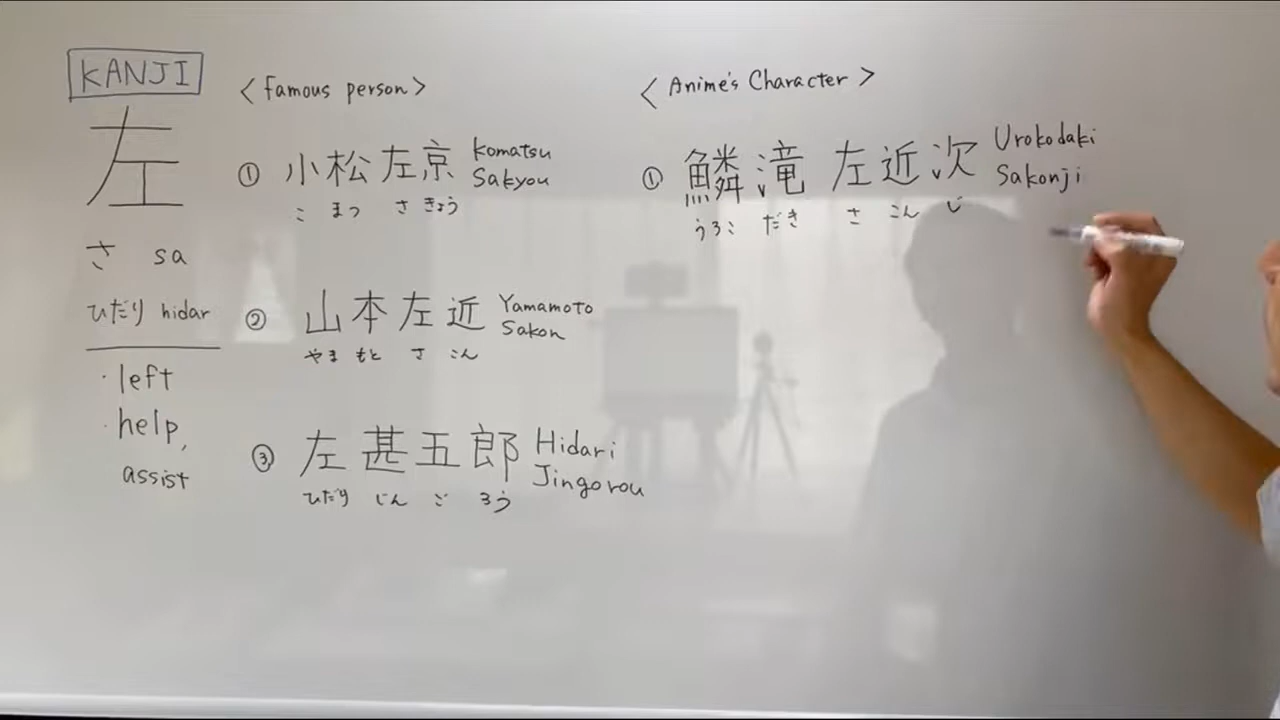 KANJI
左
さ sa
ひだり hidari
・left
・help,
assist
<Famous person>
① 小松左京 Komatsu Sakyou
こ まつ さ きょう
② 山本左近 Yamamoto Sakon
やま もと さ こん
③ 左甚五郎 Hidari Jingorou
ひだり じん ご ろう
<Anime's Character>
① 鱗滝 左近次 Urokodaki Sakonji
うろこ だき さ こん じ